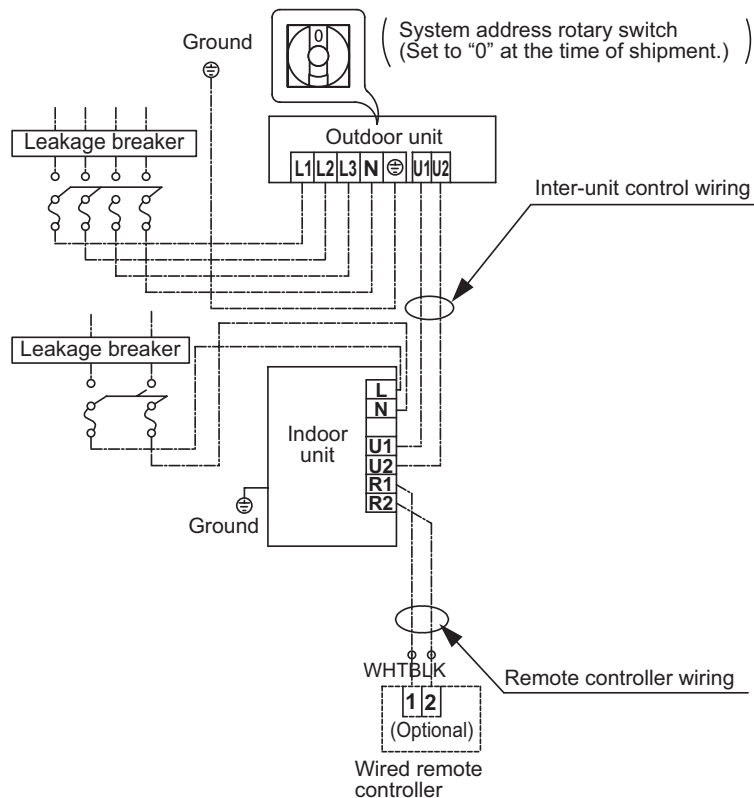 System address rotary switch
(Set to “0” at the time of shipment.)
0
Ground
Leakage breaker
Outdoor unit
L1 L2 L3 N U1 U2
Inter-unit control wiring
Leakage breaker
L
N
Indoor
unit
U1
U2
R1
R2
Ground
WHT BLK
Remote controller wiring
1 2
(Optional)
Wired remote
controller